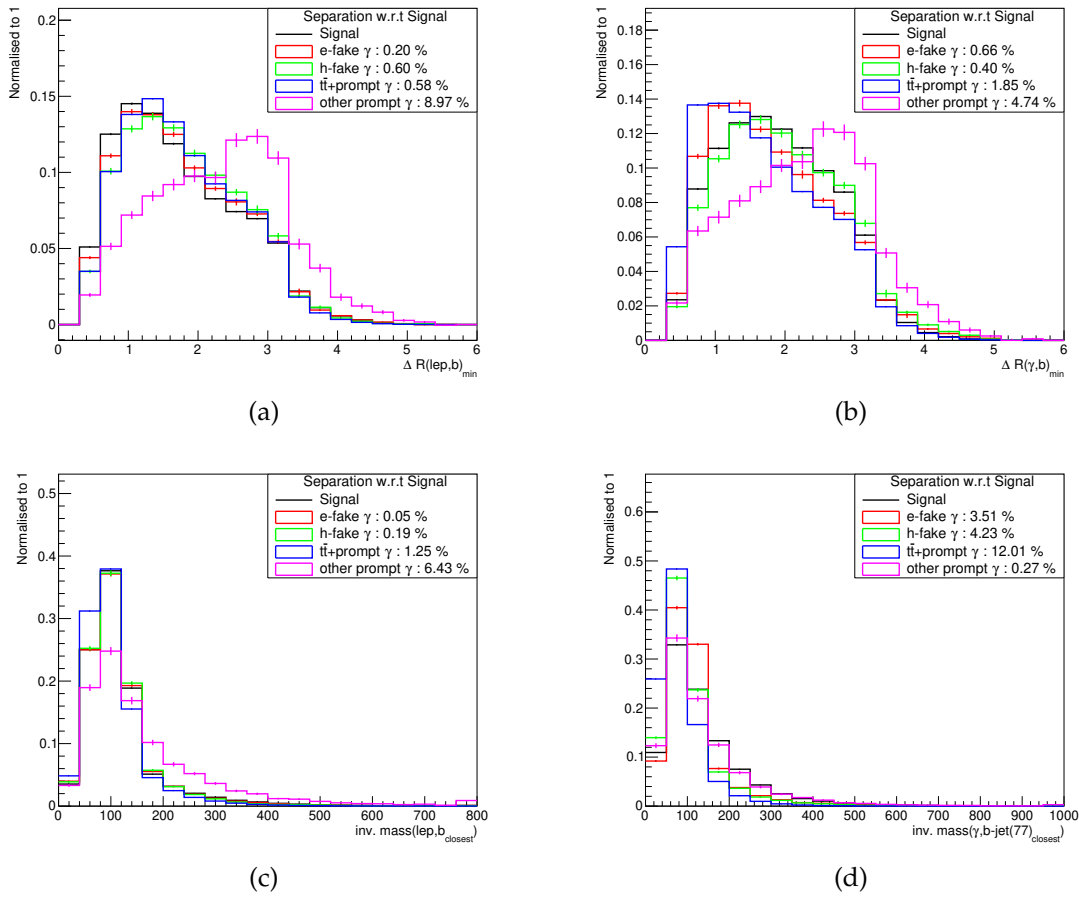 Normalised to 1
0.2
0.15
0.1
0.05
0
0 1 2 3 4 5 6
Δ R(lep,b)min
Separation w.r.t Signal
Signal
e-fake γ : 0.20 %
h-fake γ : 0.60 %
tt̄+prompt γ : 0.58 %
other prompt γ : 8.97 %
(a)
Normalised to 1
0.18
0.16
0.14
0.12
0.1
0.08
0.06
0.04
0.02
0
0 1 2 3 4 5 6
Δ R(γ,b)min
Separation w.r.t Signal
Signal
e-fake γ : 0.66 %
h-fake γ : 0.40 %
tt̄+prompt γ : 1.85 %
other prompt γ : 4.74 %
(b)
Normalised to 1
0.5
0.4
0.3
0.2
0.1
0
0 100 200 300 400 500 600 700 800
inv. mass(lep,bclosest)
Separation w.r.t Signal
Signal
e-fake γ : 0.05 %
h-fake γ : 0.19 %
tt̄+prompt γ : 1.25 %
other prompt γ : 6.43 %
(c)
Normalised to 1
0.6
0.5
0.4
0.3
0.2
0.1
0
0 100 200 300 400 500 600 700 800 900 1000
inv. mass(γ,b-jet(77)closest)
Separation w.r.t Signal
Signal
e-fake γ : 3.51 %
h-fake γ : 4.23 %
tt̄+prompt γ : 12.01 %
other prompt γ : 0.27 %
(d)